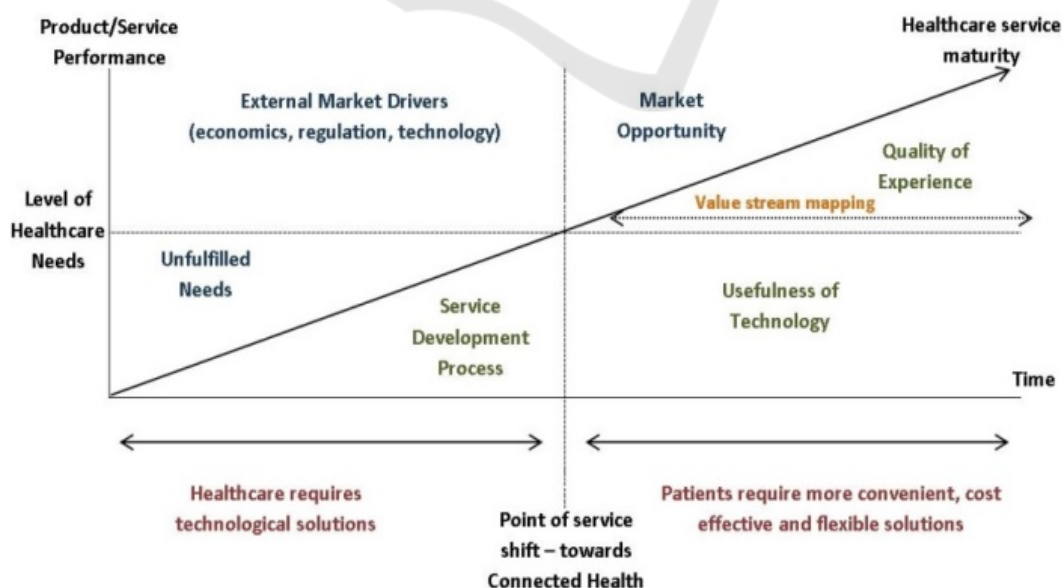 Product/Service
Performance
Healthcare service
maturity
External Market Drivers
(economics, regulation, technology)
Market
Opportunity
Quality of
Experience
Level of
Healthcare
Needs
Value stream mapping
Unfulfilled
Needs
Service
Development
Process
Usefulness of
Technology
Time
Healthcare requires
technological solutions
Patients require more convenient, cost
effective and flexible solutions
Point of service
shift – towards
Connected Health